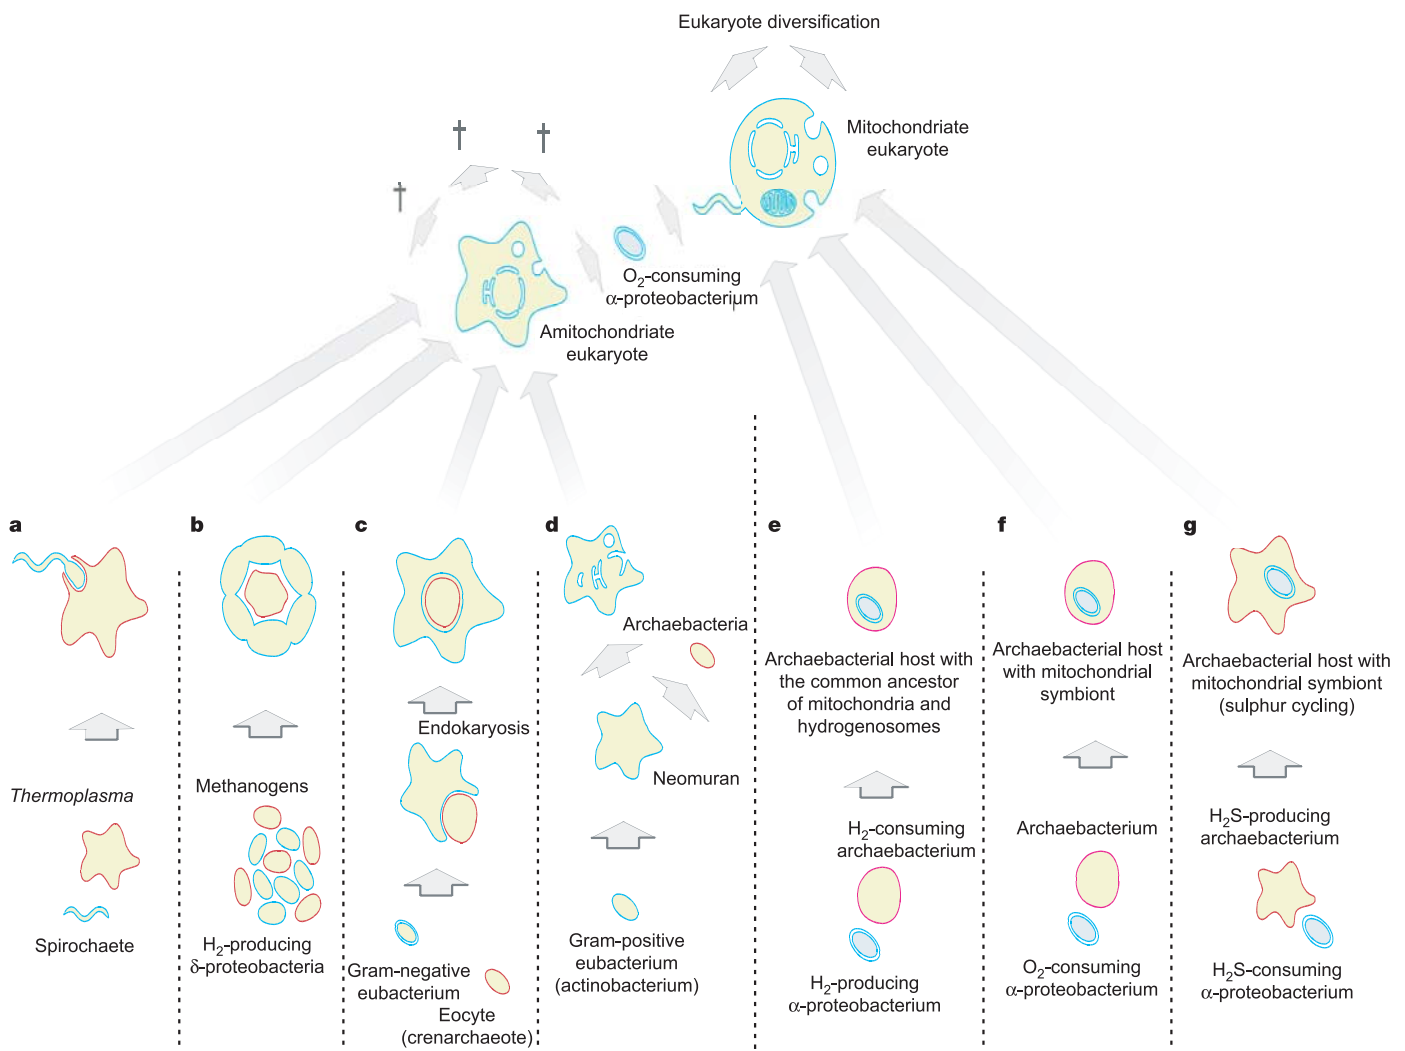 Eukaryote diversification
Mitochondriate
eukaryote
†
†
†
O₂-consuming
α-proteobacterium
Amitochondriate
eukaryote
a
b
c
d
e
f
g
Archaebacteria
Endokaryosis
Neomuran
Archaebacterial host with
the common ancestor
of mitochondria and
hydrogenosomes
Archaebacterial host
with mitochondrial
symbiont
Archaebacterial host with
mitochondrial symbiont
(sulphur cycling)
Thermoplasma
Spirochaete
Methanogens
H₂-producing
δ-proteobacteria
Gram-negative
eubacterium
Eocyte
(crenarchaeote)
Gram-positive
eubacterium
(actinobacterium)
H₂-consuming
archaebacterium
H₂-producing
α-proteobacterium
Archaebacterium
O₂-consuming
α-proteobacterium
H₂S-producing
archaebacterium
H₂S-consuming
α-proteobacterium